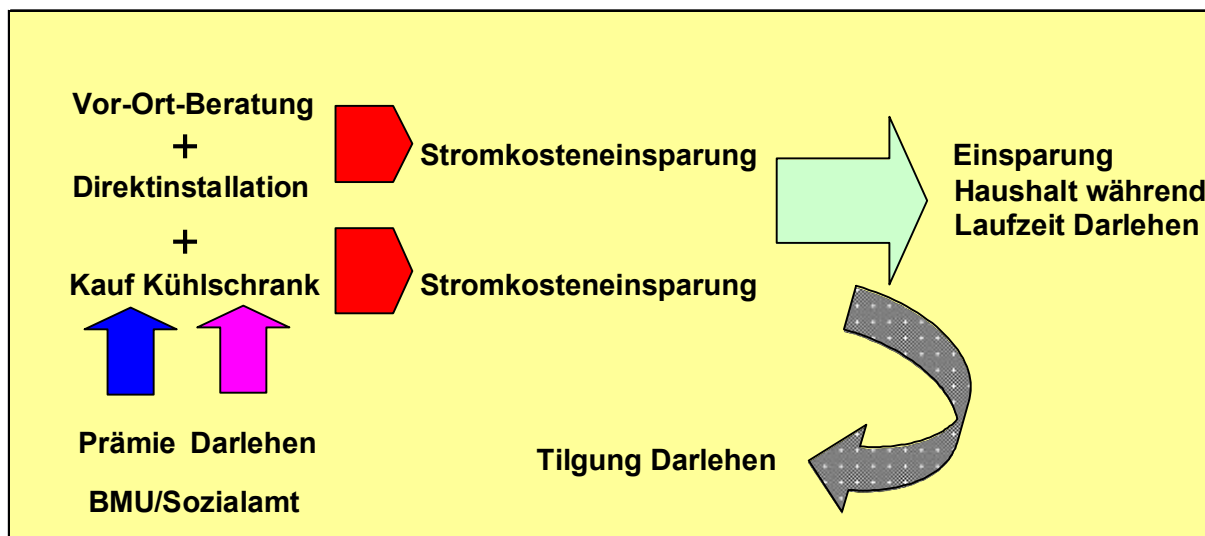 Vor-Ort-Beratung
+
Direktinstallation
+
Kauf Kühlschrank
Prämie Darlehen
BMU/Sozialamt
Stromkosteneinsparung
Stromkosteneinsparung
Einsparung
Haushalt während
Laufzeit Darlehen
Tilgung Darlehen